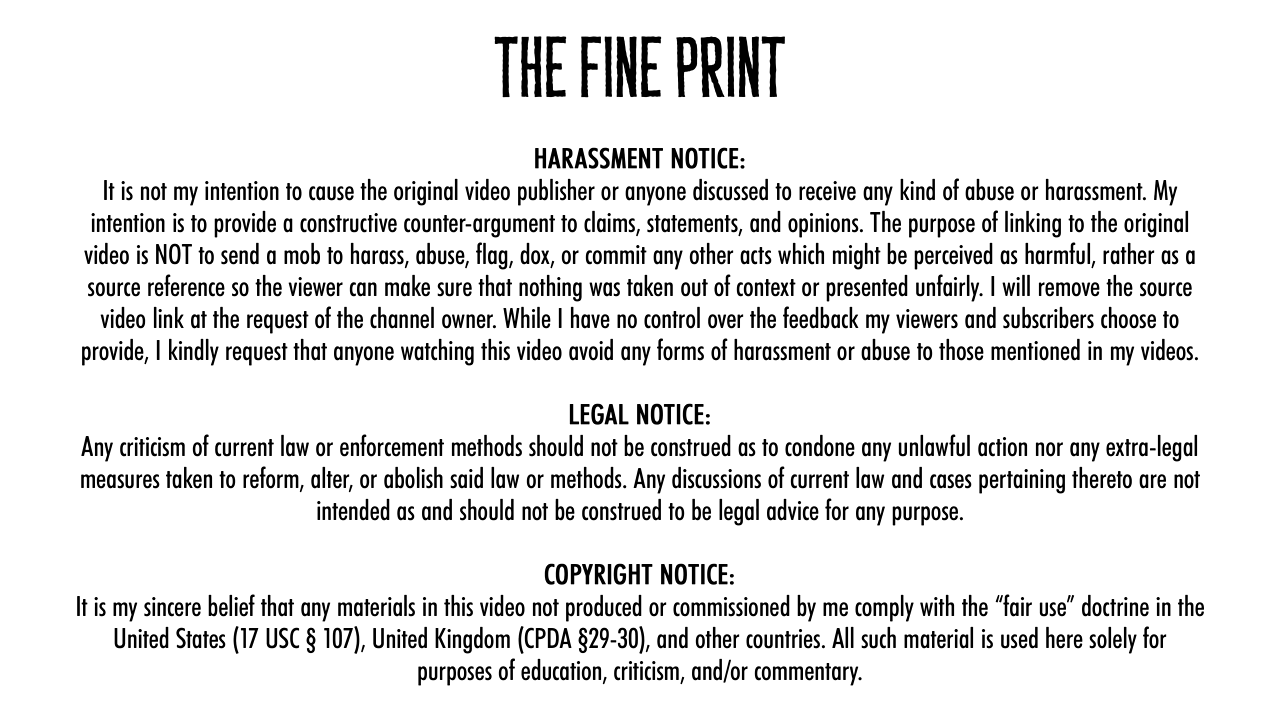 THE FINE PRINT
HARASSMENT NOTICE:
It is not my intention to cause the original video publisher or anyone discussed to receive any kind of abuse or harassment. My
intention is to provide a constructive counter-argument to claims, statements, and opinions. The purpose of linking to the original
video is NOT to send a mob to harass, abuse, flag, dox, or commit any other acts which might be perceived as harmful, rather as a
source reference so the viewer can make sure that nothing was taken out of context or presented unfairly. I will remove the source
video link at the request of the channel owner. While I have no control over the feedback my viewers and subscribers choose to
provide, I kindly request that anyone watching this video avoid any forms of harassment or abuse to those mentioned in my videos.
LEGAL NOTICE:
Any criticism of current law or enforcement methods should not be construed as to condone any unlawful action nor any extra-legal
measures taken to reform, alter, or abolish said law or methods. Any discussions of current law and cases pertaining thereto are not
intended as and should not be construed to be legal advice for any purpose.
COPYRIGHT NOTICE:
It is my sincere belief that any materials in this video not produced or commissioned by me comply with the “fair use” doctrine in the
United States (17 USC § 107), United Kingdom (CPDA §29-30), and other countries. All such material is used here solely for
purposes of education, criticism, and/or commentary.